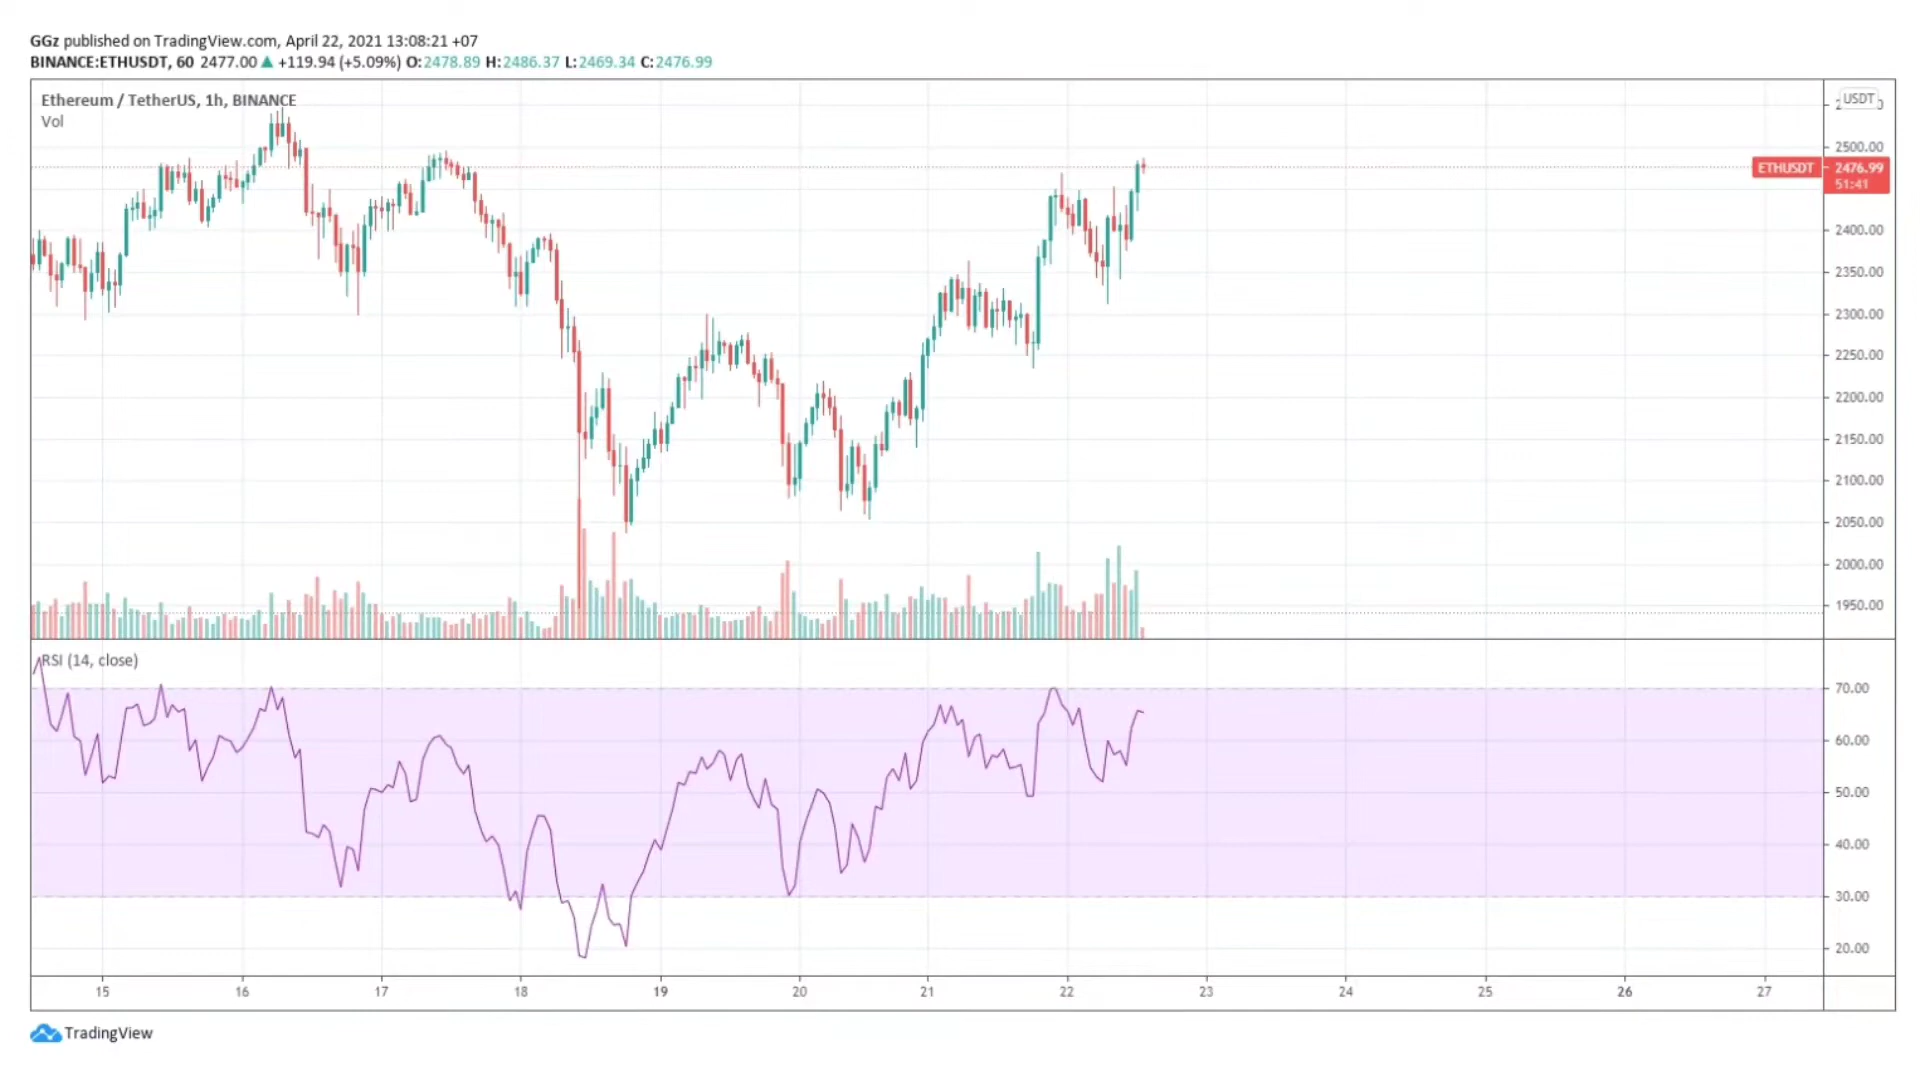 GGz published on TradingView.com, April 22, 2021 13:08:21 +07
BINANCE:ETHUSDT, 60 2477.00 ▲ +119.94 (+5.09%) O:2478.89 H:2486.37 L:2469.34 C:2476.99
Ethereum / TetherUS, 1h, BINANCE
Vol
USDT
2500.00
ETHUSDT 2476.99
51:41
2400.00
2350.00
2300.00
2250.00
2200.00
2150.00
2100.00
2050.00
2000.00
1950.00
RSI (14, close)
70.00
60.00
50.00
40.00
30.00
20.00
15 16 17 18 19 20 21 22 23 24 25 26 27
TradingView